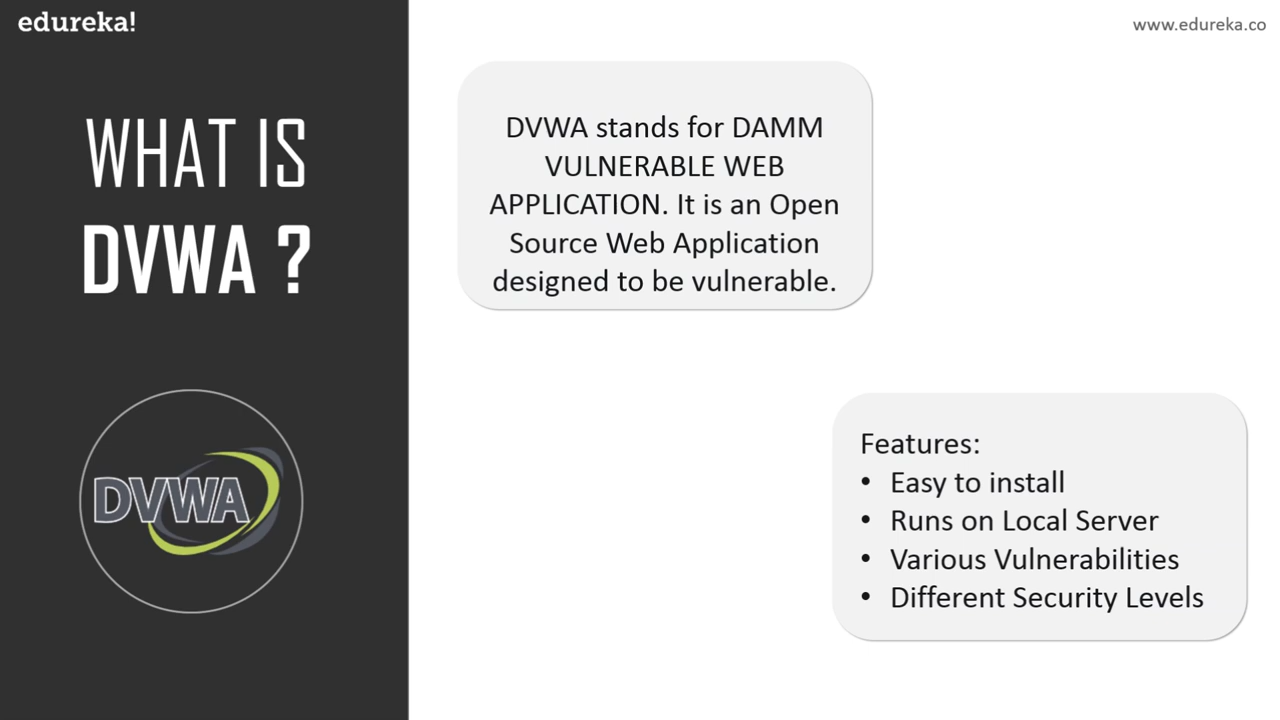 edureka!
www.edureka.co
WHAT IS
DVWA ?
DVWA
DVWA stands for DAMM
VULNERABLE WEB
APPLICATION. It is an Open
Source Web Application
designed to be vulnerable.
Features:
• Easy to install
• Runs on Local Server
• Various Vulnerabilities
• Different Security Levels